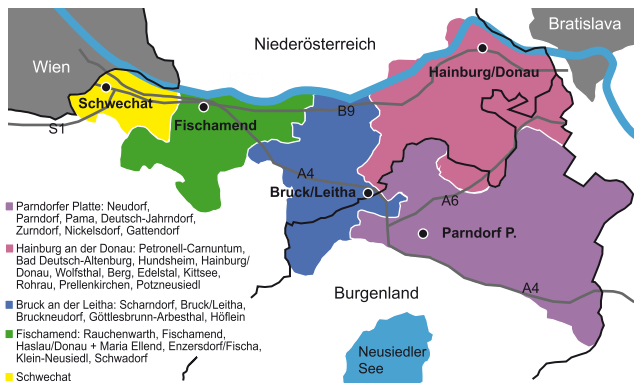 Bratislava
Niederösterreich
Wien
Hainburg/Donau
Schwechat
B9
Fischamend
S1
A4
Bruck/Leitha
A6
Parndorf P.
A4
Burgenland
Neusiedler
See
Parndorfer Platte: Neudorf,
Parndorf, Pama, Deutsch-Jahrndorf,
Zurndorf, Nickelsdorf, Gattendorf
Hainburg an der Donau: Petronell-Carnuntum,
Bad Deutsch-Altenburg, Hundsheim, Hainburg/
Donau, Wolfsthal, Berg, Edelstal, Kittsee,
Rohrau, Prellenkirchen, Potzneusiedl
Bruck an der Leitha: Scharndorf, Bruck/Leitha,
Bruckneudorf, Göttlesbrunn-Arbesthal, Höflein
Fischamend: Rauchenwarth, Fischamend,
Haslau/Donau + Maria Ellend, Enzersdorf/Fischa,
Klein-Neusiedl, Schwadorf
Schwechat